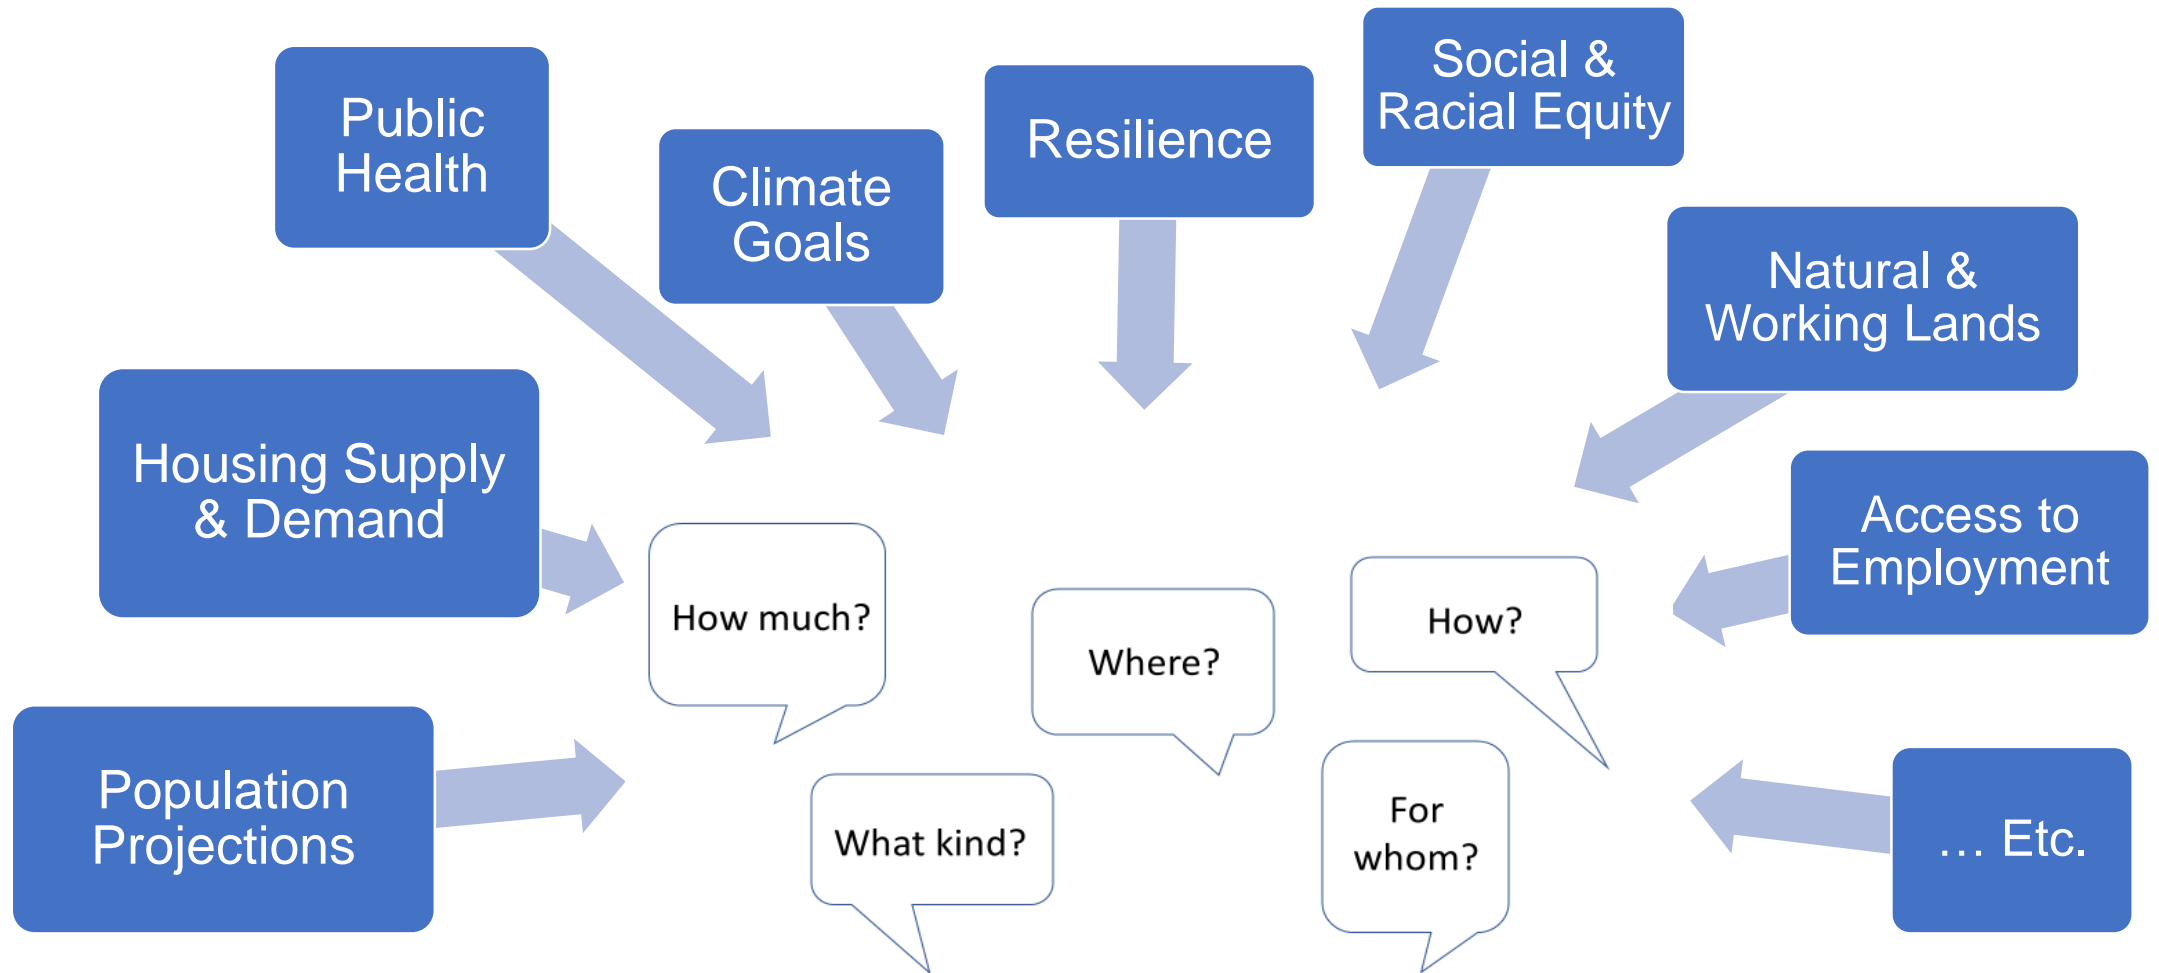 Public
Health
Climate
Goals
Resilience
Social &
Racial Equity
Natural &
Working Lands
Housing Supply
& Demand
Access to
Employment
How much?
Where?
How?
Population
Projections
What kind?
For
whom?
... Etc.